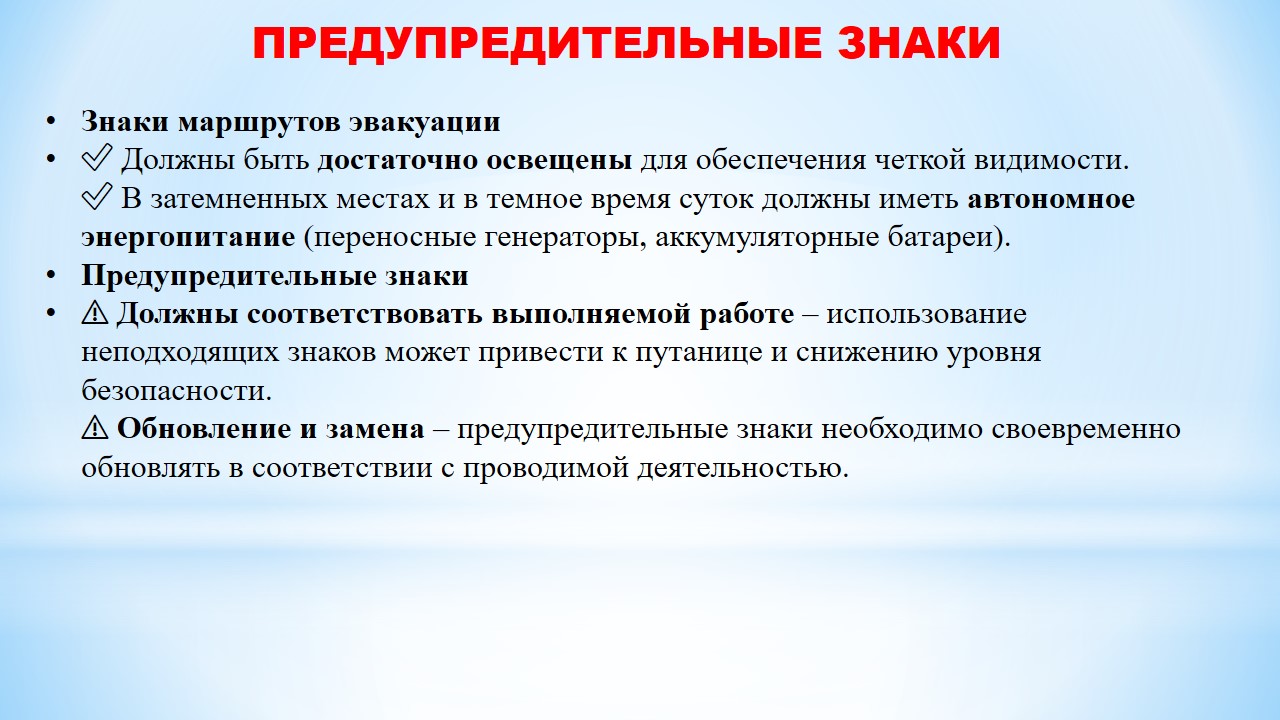 ПРЕДУПРЕДИТЕЛЬНЫЕ ЗНАКИ
• Знаки маршрутов эвакуации
• ✅ Должны быть достаточно освещены для обеспечения четкой видимости.
✅ В затемненных местах и в темное время суток должны иметь автономное
энергопитание (переносные генераторы, аккумуляторные батареи).
• Предупредительные знаки
• ⚠ Должны соответствовать выполняемой работе – использование
неподходящих знаков может привести к путанице и снижению уровня
безопасности.
⚠ Обновление и замена – предупредительные знаки необходимо своевременно
обновлять в соответствии с проводимой деятельностью.